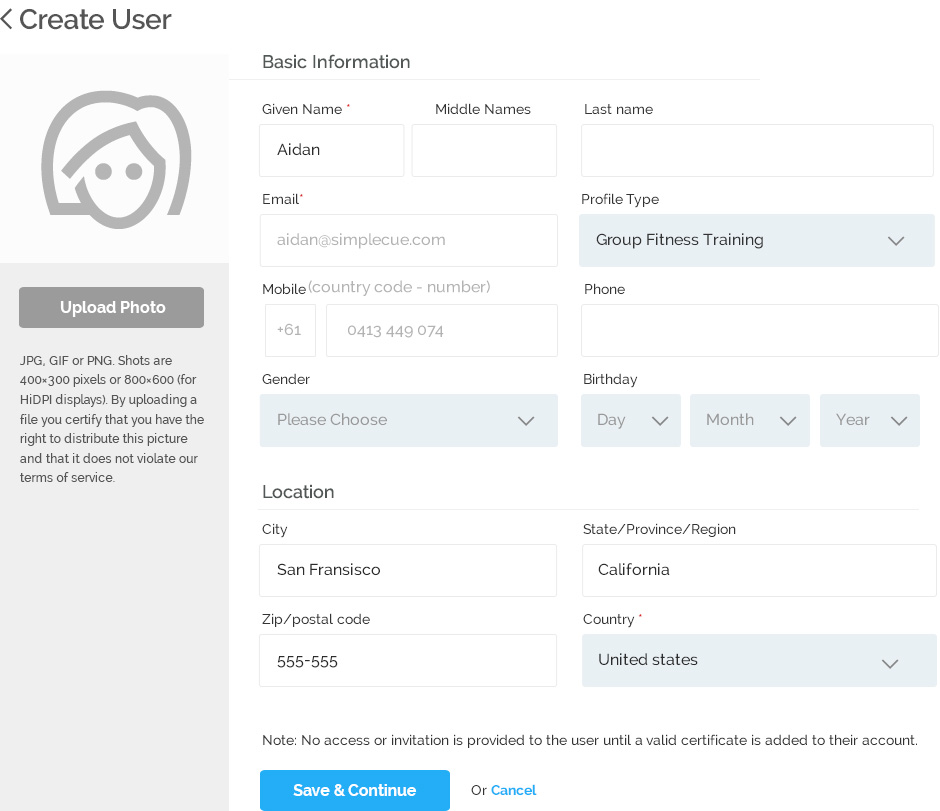 Create User
Upload Photo
JPG, GIF or PNG. Shots are
400×300 pixels or 800×600 (for
HiDPI displays). By uploading a
file you certify that you have the
right to distribute this picture
and that it does not violate our
terms of service.
Basic Information
Given Name * Middle Names Last name
Aidan
Email* Profile Type
aidan@simplecue.com Group Fitness Training
Mobile (country code - number) Phone
+61 0413 449 074
Gender Birthday
Please Choose Day Month Year
Location
City State/Province/Region
San Fransisco California
Zip/postal code Country *
555-555 United states
Note: No access or invitation is provided to the user until a valid certificate is added to their account.
Save & Continue Or Cancel